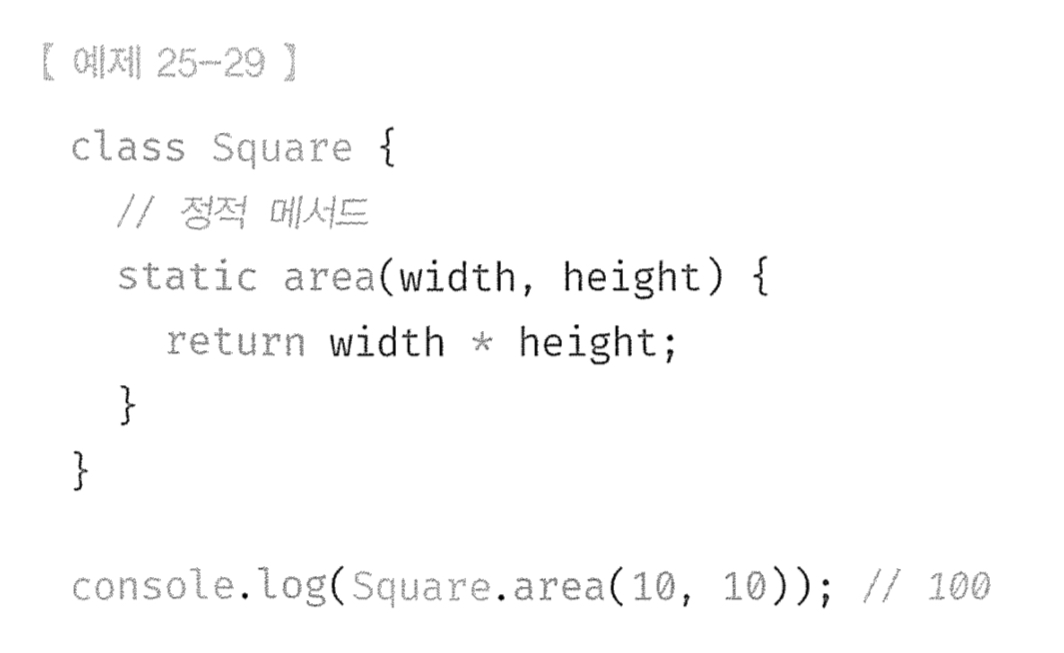 【 예제 25-29 】
class Square {
// 정적 메서드
static area(width, height) {
return width * height;
}
}
console.log(Square.area(10, 10)); // 100